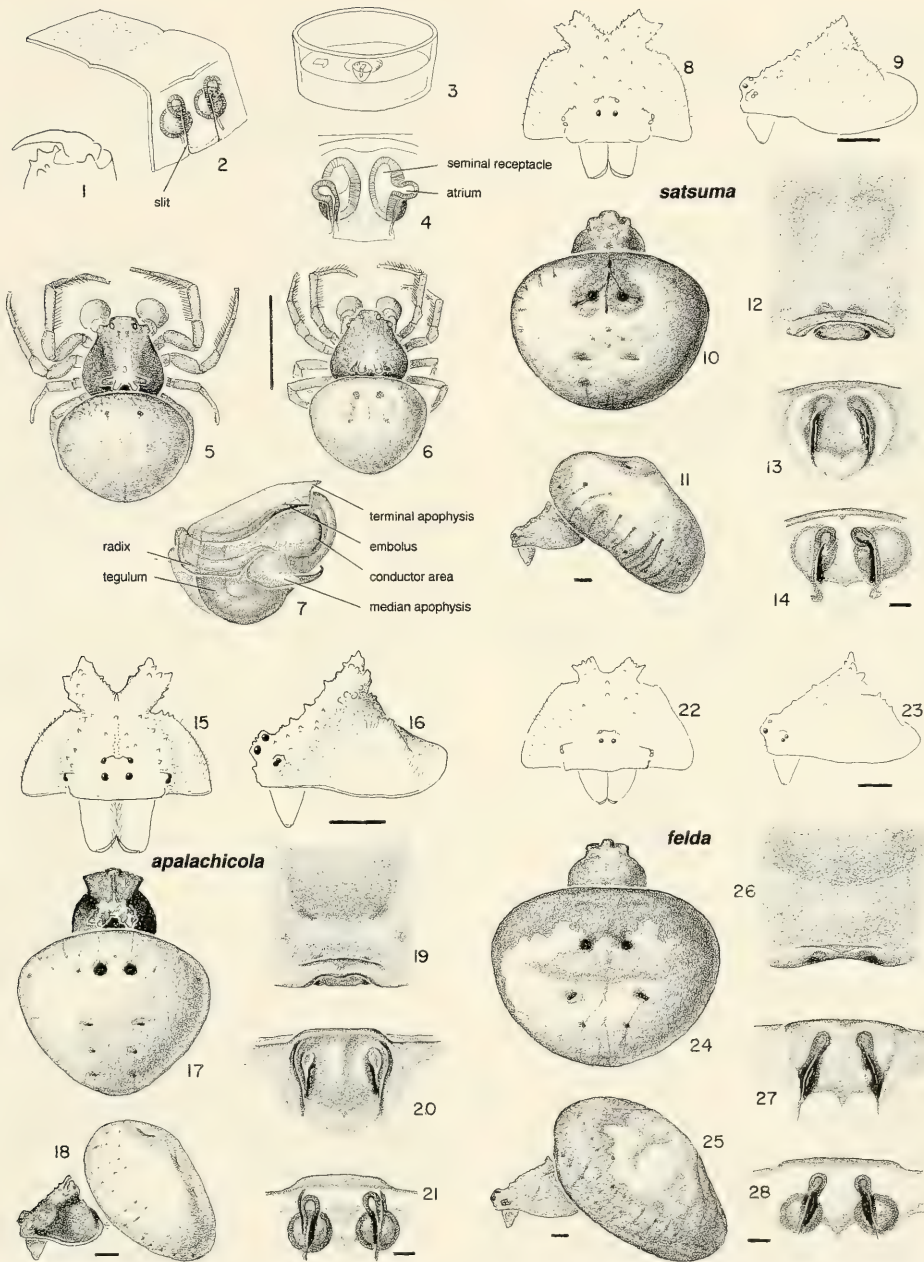 1
2
slit
3
4
seminal receptacle
atrium
5
6
7
terminal apophysis
embolus
conductor area
median apophysis
radix
tegulum
8
9
satsuma
10
11
12
13
14
15
16
apalachicola
17
18
19
20
21
22
23
felda
24
25
26
27
28